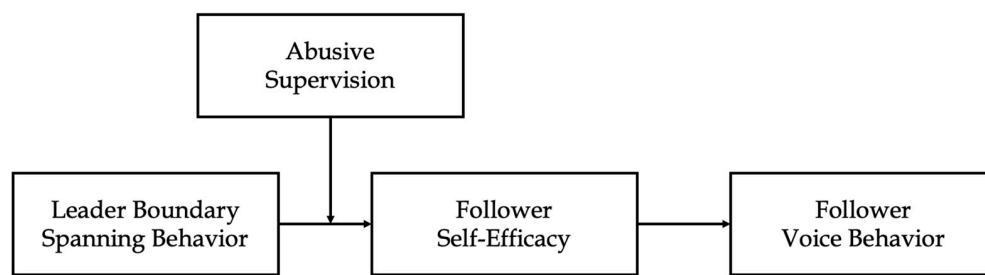 Abusive
Supervision
Leader Boundary
Spanning Behavior
Follower
Self-Efficacy
Follower
Voice Behavior